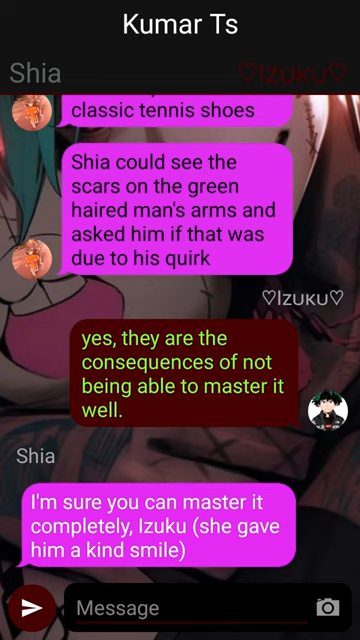 Kumar Ts
Shia
♡Izuĸυ♡
classic tennis shoes
Shia could see the
scars on the green
haired man's arms and
asked him if that was
due to his quirk
♡Izuĸυ♡
yes, they are the
consequences of not
being able to master it
well.
Shia
I'm sure you can master it
completely, Izuku (she gave
him a kind smile)
Message